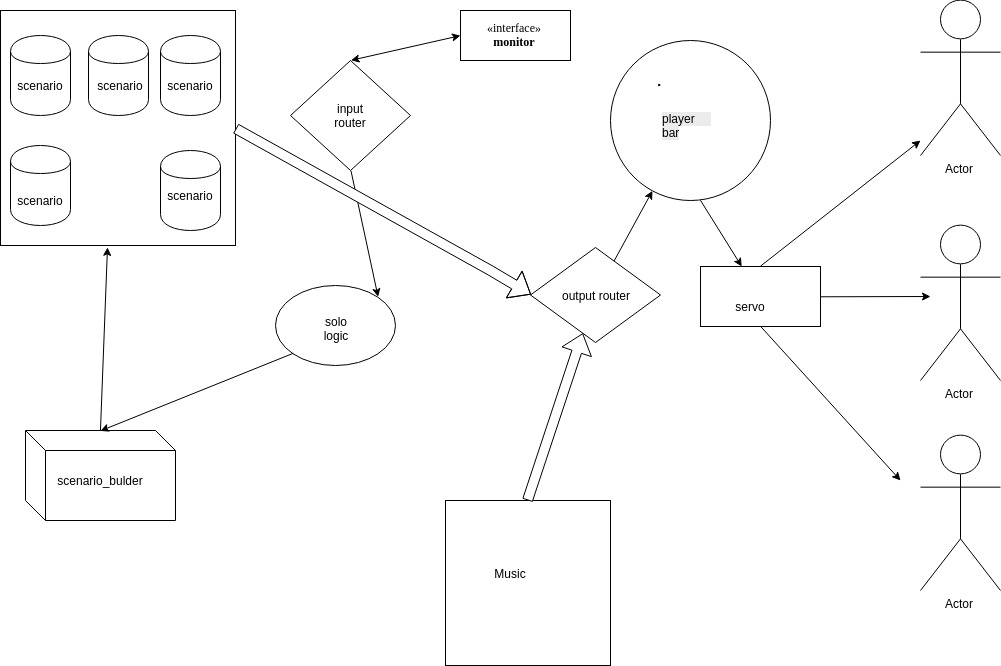 «interface»
monitor
scenario
scenario
scenario
input
router
player
bar
Actor
scenario
scenario
output router
servo
solo
logic
Actor
scenario_bulder
Music
Actor